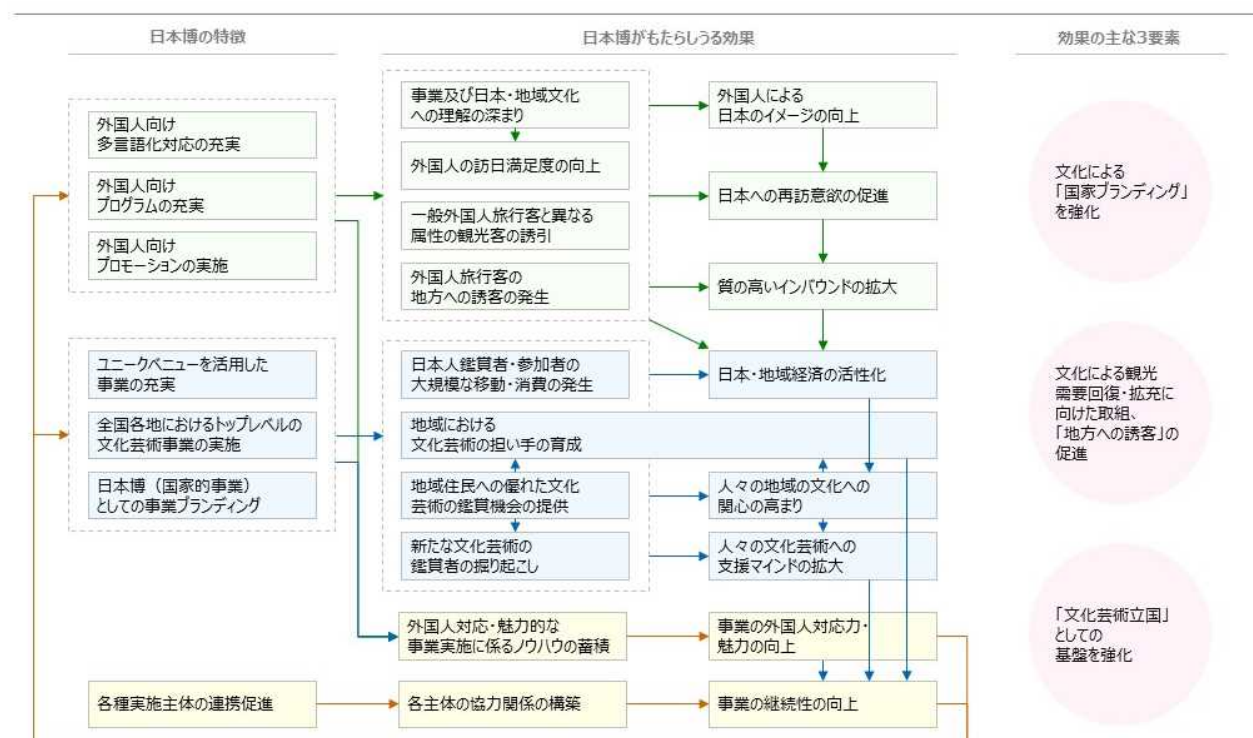 日本博の特徴
日本博がもたらしうる効果
効果の主な3要素
外国人向け
多言語化対応の充実
外国人向け
プログラムの充実
外国人向け
プロモーションの実施
事業及び日本・地域文化
への理解の深まり
外国人の訪日満足度の向上
一般外国人旅行客と異なる
属性の観光客の誘引
外国人旅行客の
地方への誘客の発生
外国人による
日本のイメージの向上
日本への再訪意欲の促進
質の高いインバウンドの拡大
文化による
「国家ブランディング」
を強化
ユニークベニューを活用した
事業の充実
全国各地におけるトップレベルの
文化芸術事業の実施
日本博（国家的事業）
としての事業ブランディング
日本人鑑賞者・参加者の
大規模な移動・消費の発生
地域における
文化芸術の担い手の育成
地域住民への優れた文化
芸術の鑑賞機会の提供
新たな文化芸術の
鑑賞者の掘り起こし
日本・地域経済の活性化
人々の地域の文化への
関心の高まり
人々の文化芸術への
支援マインドの拡大
文化による観光
需要回復・拡充に
向けた取組、
「地方への誘客」の
促進
外国人対応・魅力的な
事業実施に係るノウハウの蓄積
事業の外国人対応力・
魅力の向上
各種実施主体の連携促進
各主体の協力関係の構築
事業の継続性の向上
「文化芸術立国」
としての
基盤を強化